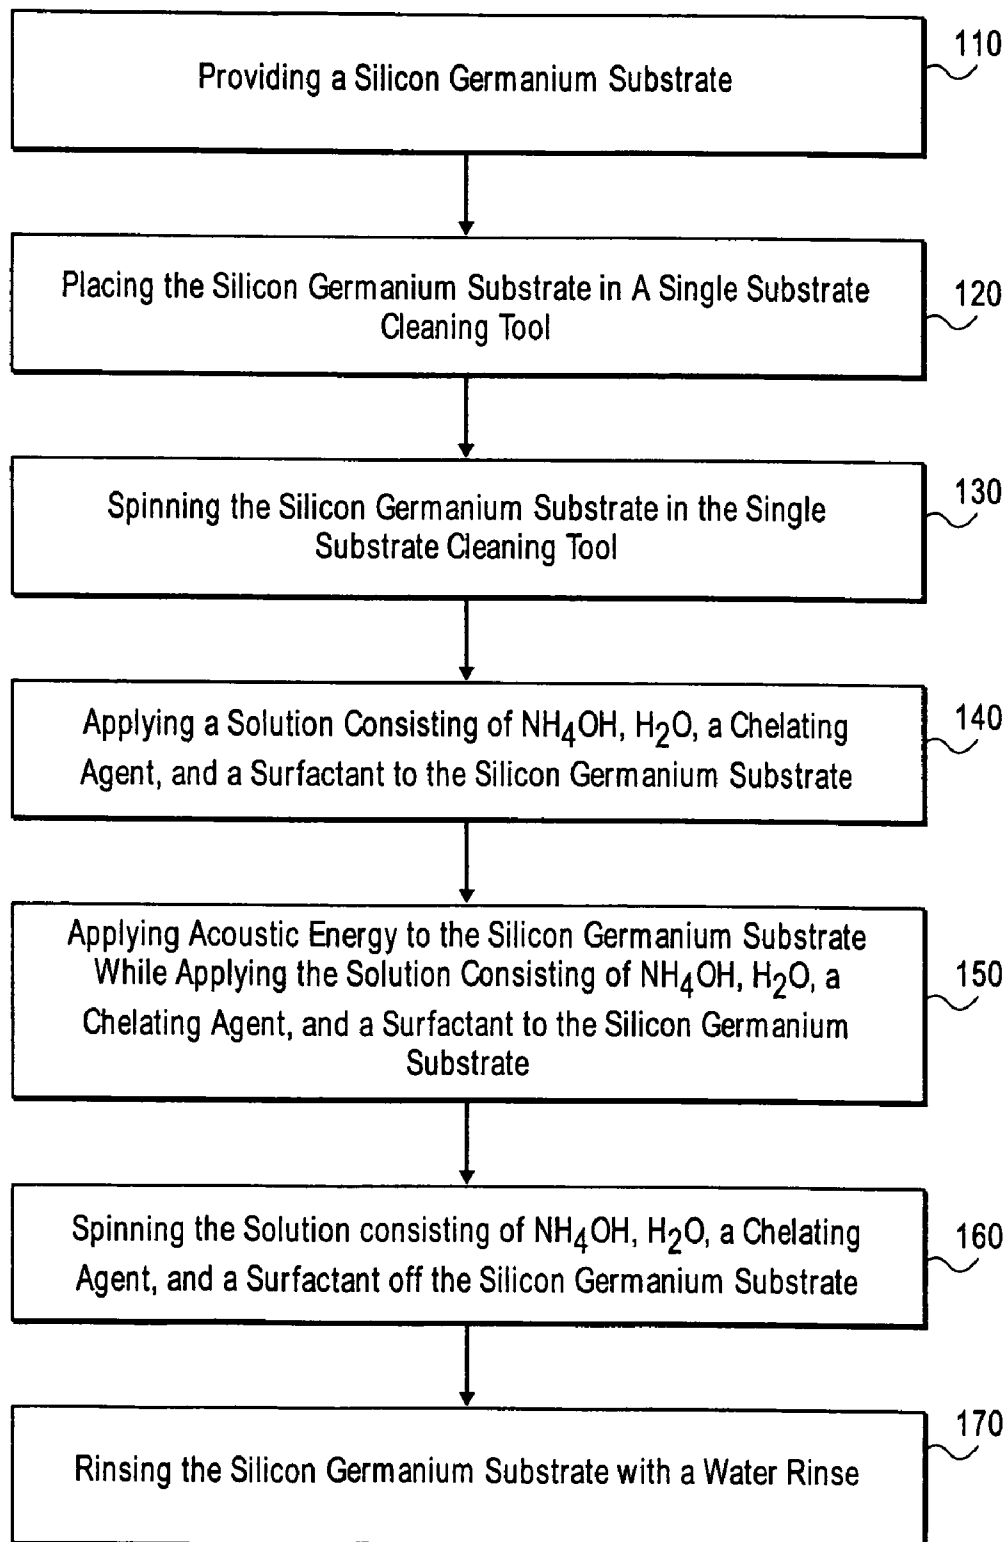 110
Providing a Silicon Germanium Substrate
120
Placing the Silicon Germanium Substrate in A Single Substrate
Cleaning Tool
130
Spinning the Silicon Germanium Substrate in the Single
Substrate Cleaning Tool
140
Applying a Solution Consisting of NH4OH, H2O, a Chelating
Agent, and a Surfactant to the Silicon Germanium Substrate
150
Applying Acoustic Energy to the Silicon Germanium Substrate
While Applying the Solution Consisting of NH4OH, H2O, a
Chelating Agent, and a Surfactant to the Silicon Germanium
Substrate
160
Spinning the Solution consisting of NH4OH, H2O, a Chelating
Agent, and a Surfactant off the Silicon Germanium Substrate
170
Rinsing the Silicon Germanium Substrate with a Water Rinse